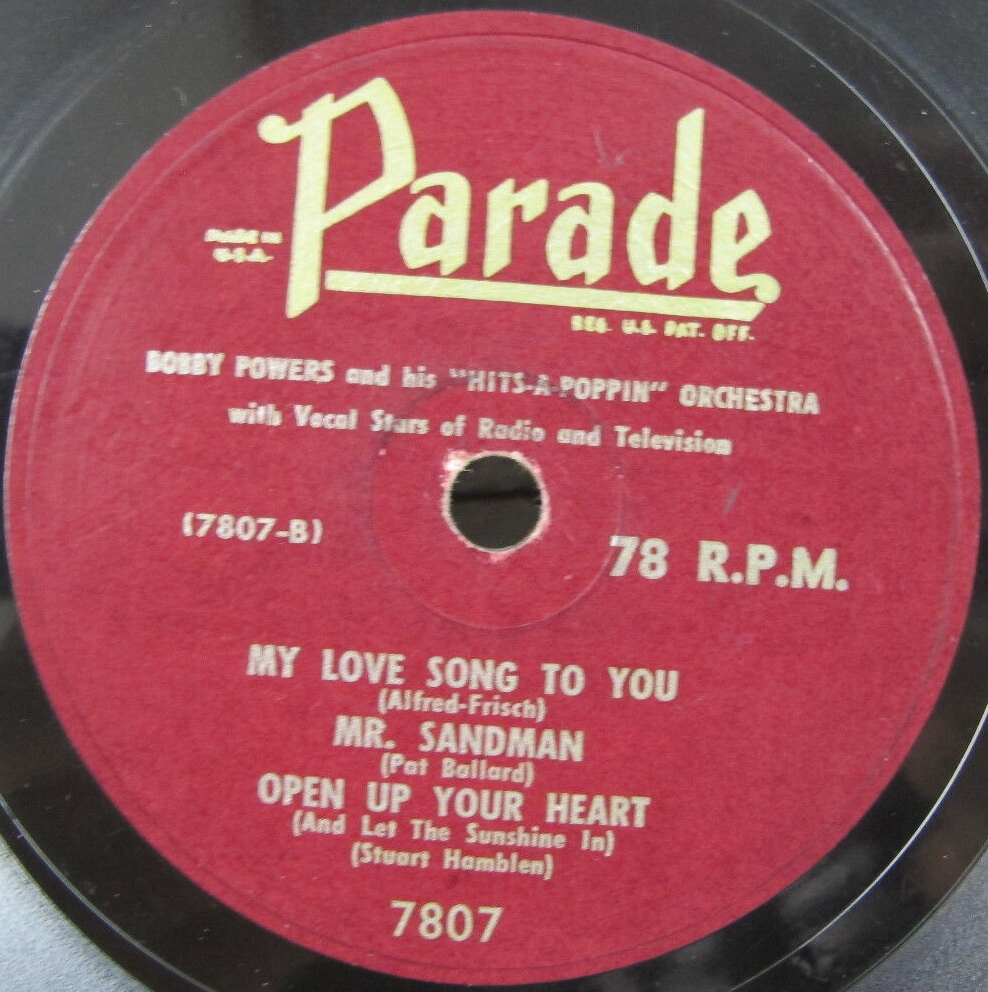 Parade
MADE IN
U.S.A.
REG. U.S. PAT. OFF.
BOBBY POWERS and his "HITS-A-POPPIN" ORCHESTRA
with Vocal Stars of Radio and Television
(7807-B)
78 R.P.M.
MY LOVE SONG TO YOU
(Alfred-Frisch)
MR. SANDMAN
(Pat Ballard)
OPEN UP YOUR HEART
(And Let The Sunshine In)
(Stuart Hamblen)
7807